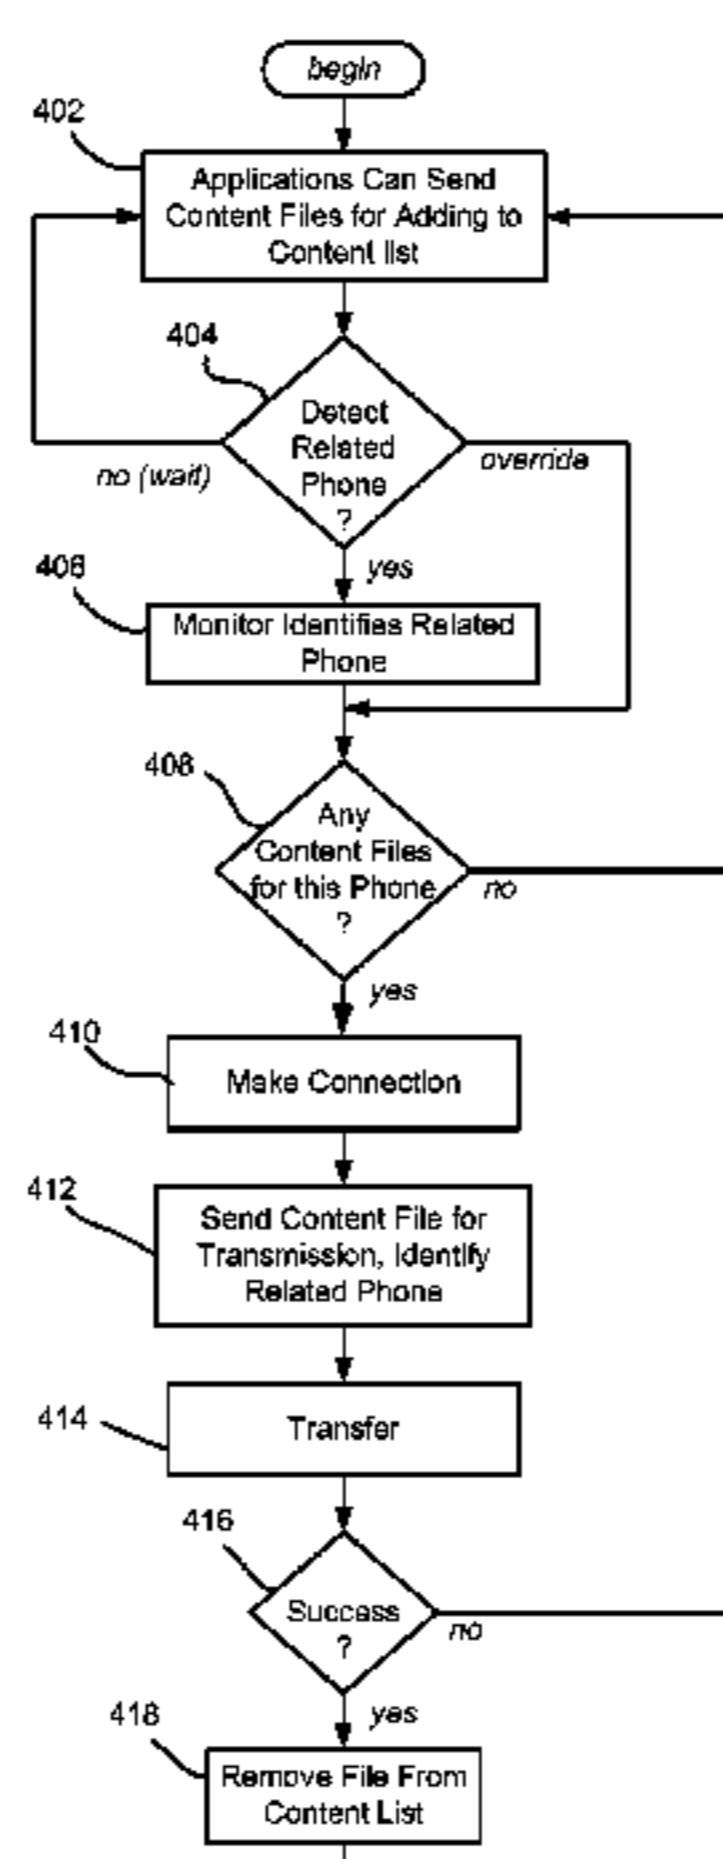 begin
402
Applications Can Send
Content Files for Adding to
Content list
404
Detect
Related
Phone
?
no (wait)
override
yes
406
Monitor Identifies Related
Phone
408
Any
Content Files
for this Phone
?
no
yes
410
Make Connection
412
Send Content File for
Transmission, Identify
Related Phone
414
Transfer
416
Success
?
no
yes
418
Remove File From
Content List